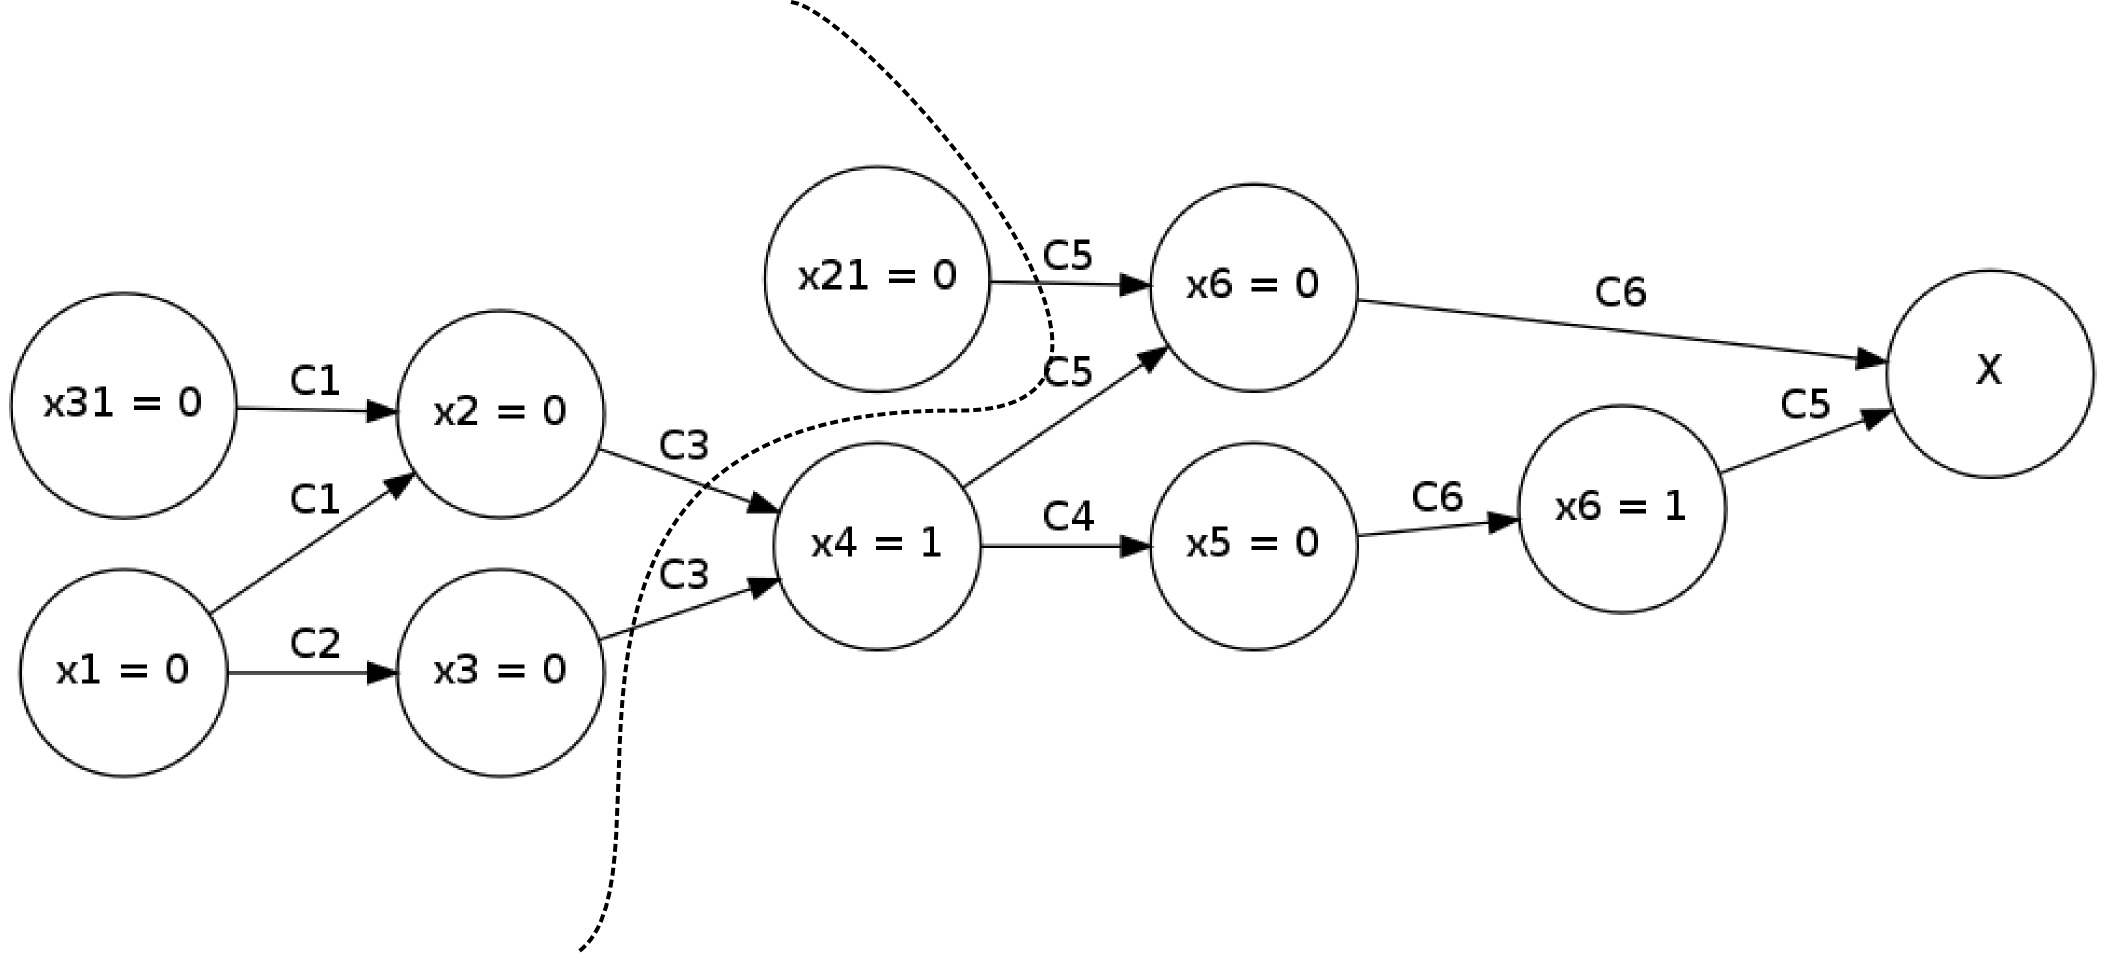 C5
x21 = 0
x6 = 0
C6
C5
X
x31 = 0
C1
x2 = 0
C3
C5
C1
C3
x4 = 1
C4
x5 = 0
C6
x6 = 1
x1 = 0
C2
x3 = 0